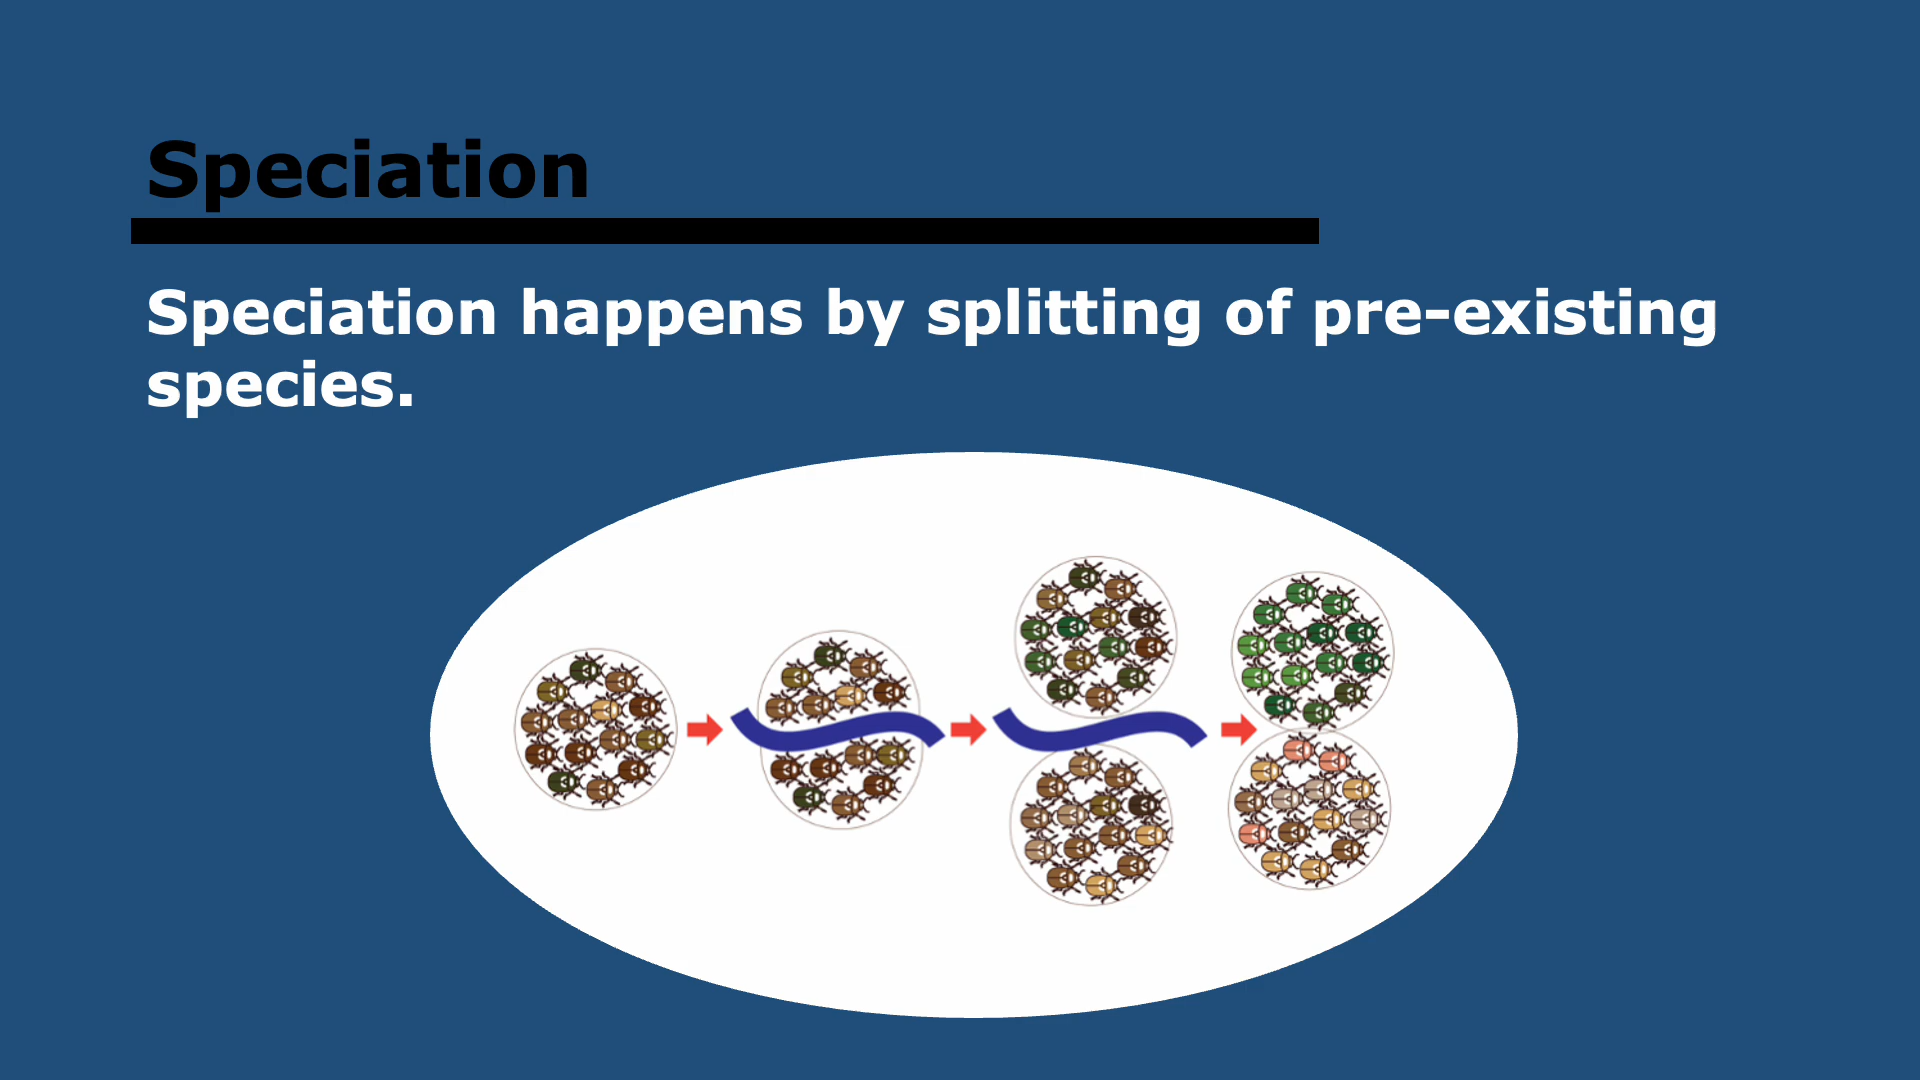 Speciation
Speciation happens by splitting of pre-existing
species.